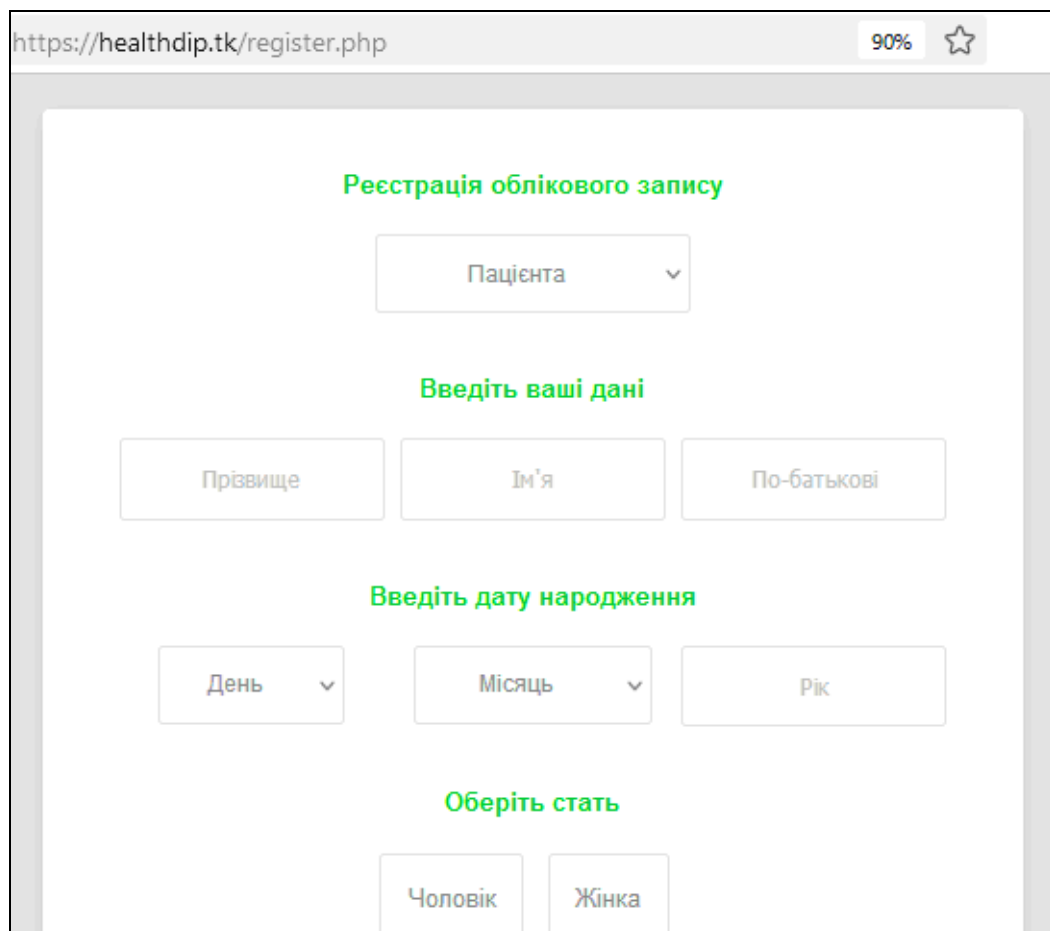 https://healthdip.tk/register.php 90%
Реєстрація облікового запису
Пацієнта
Введіть ваші дані
Прізвище Ім'я По-батькові
Введіть дату народження
День Місяць Рік
Оберіть стать
Чоловік Жінка